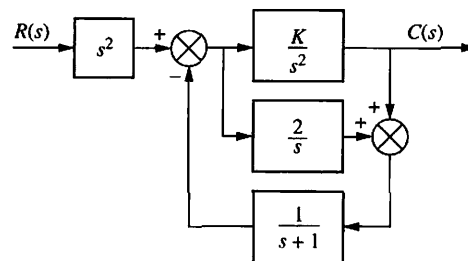 R(s)
s²
+
−
K/s²
C(s)
2/s
+
+
1/(s + 1)